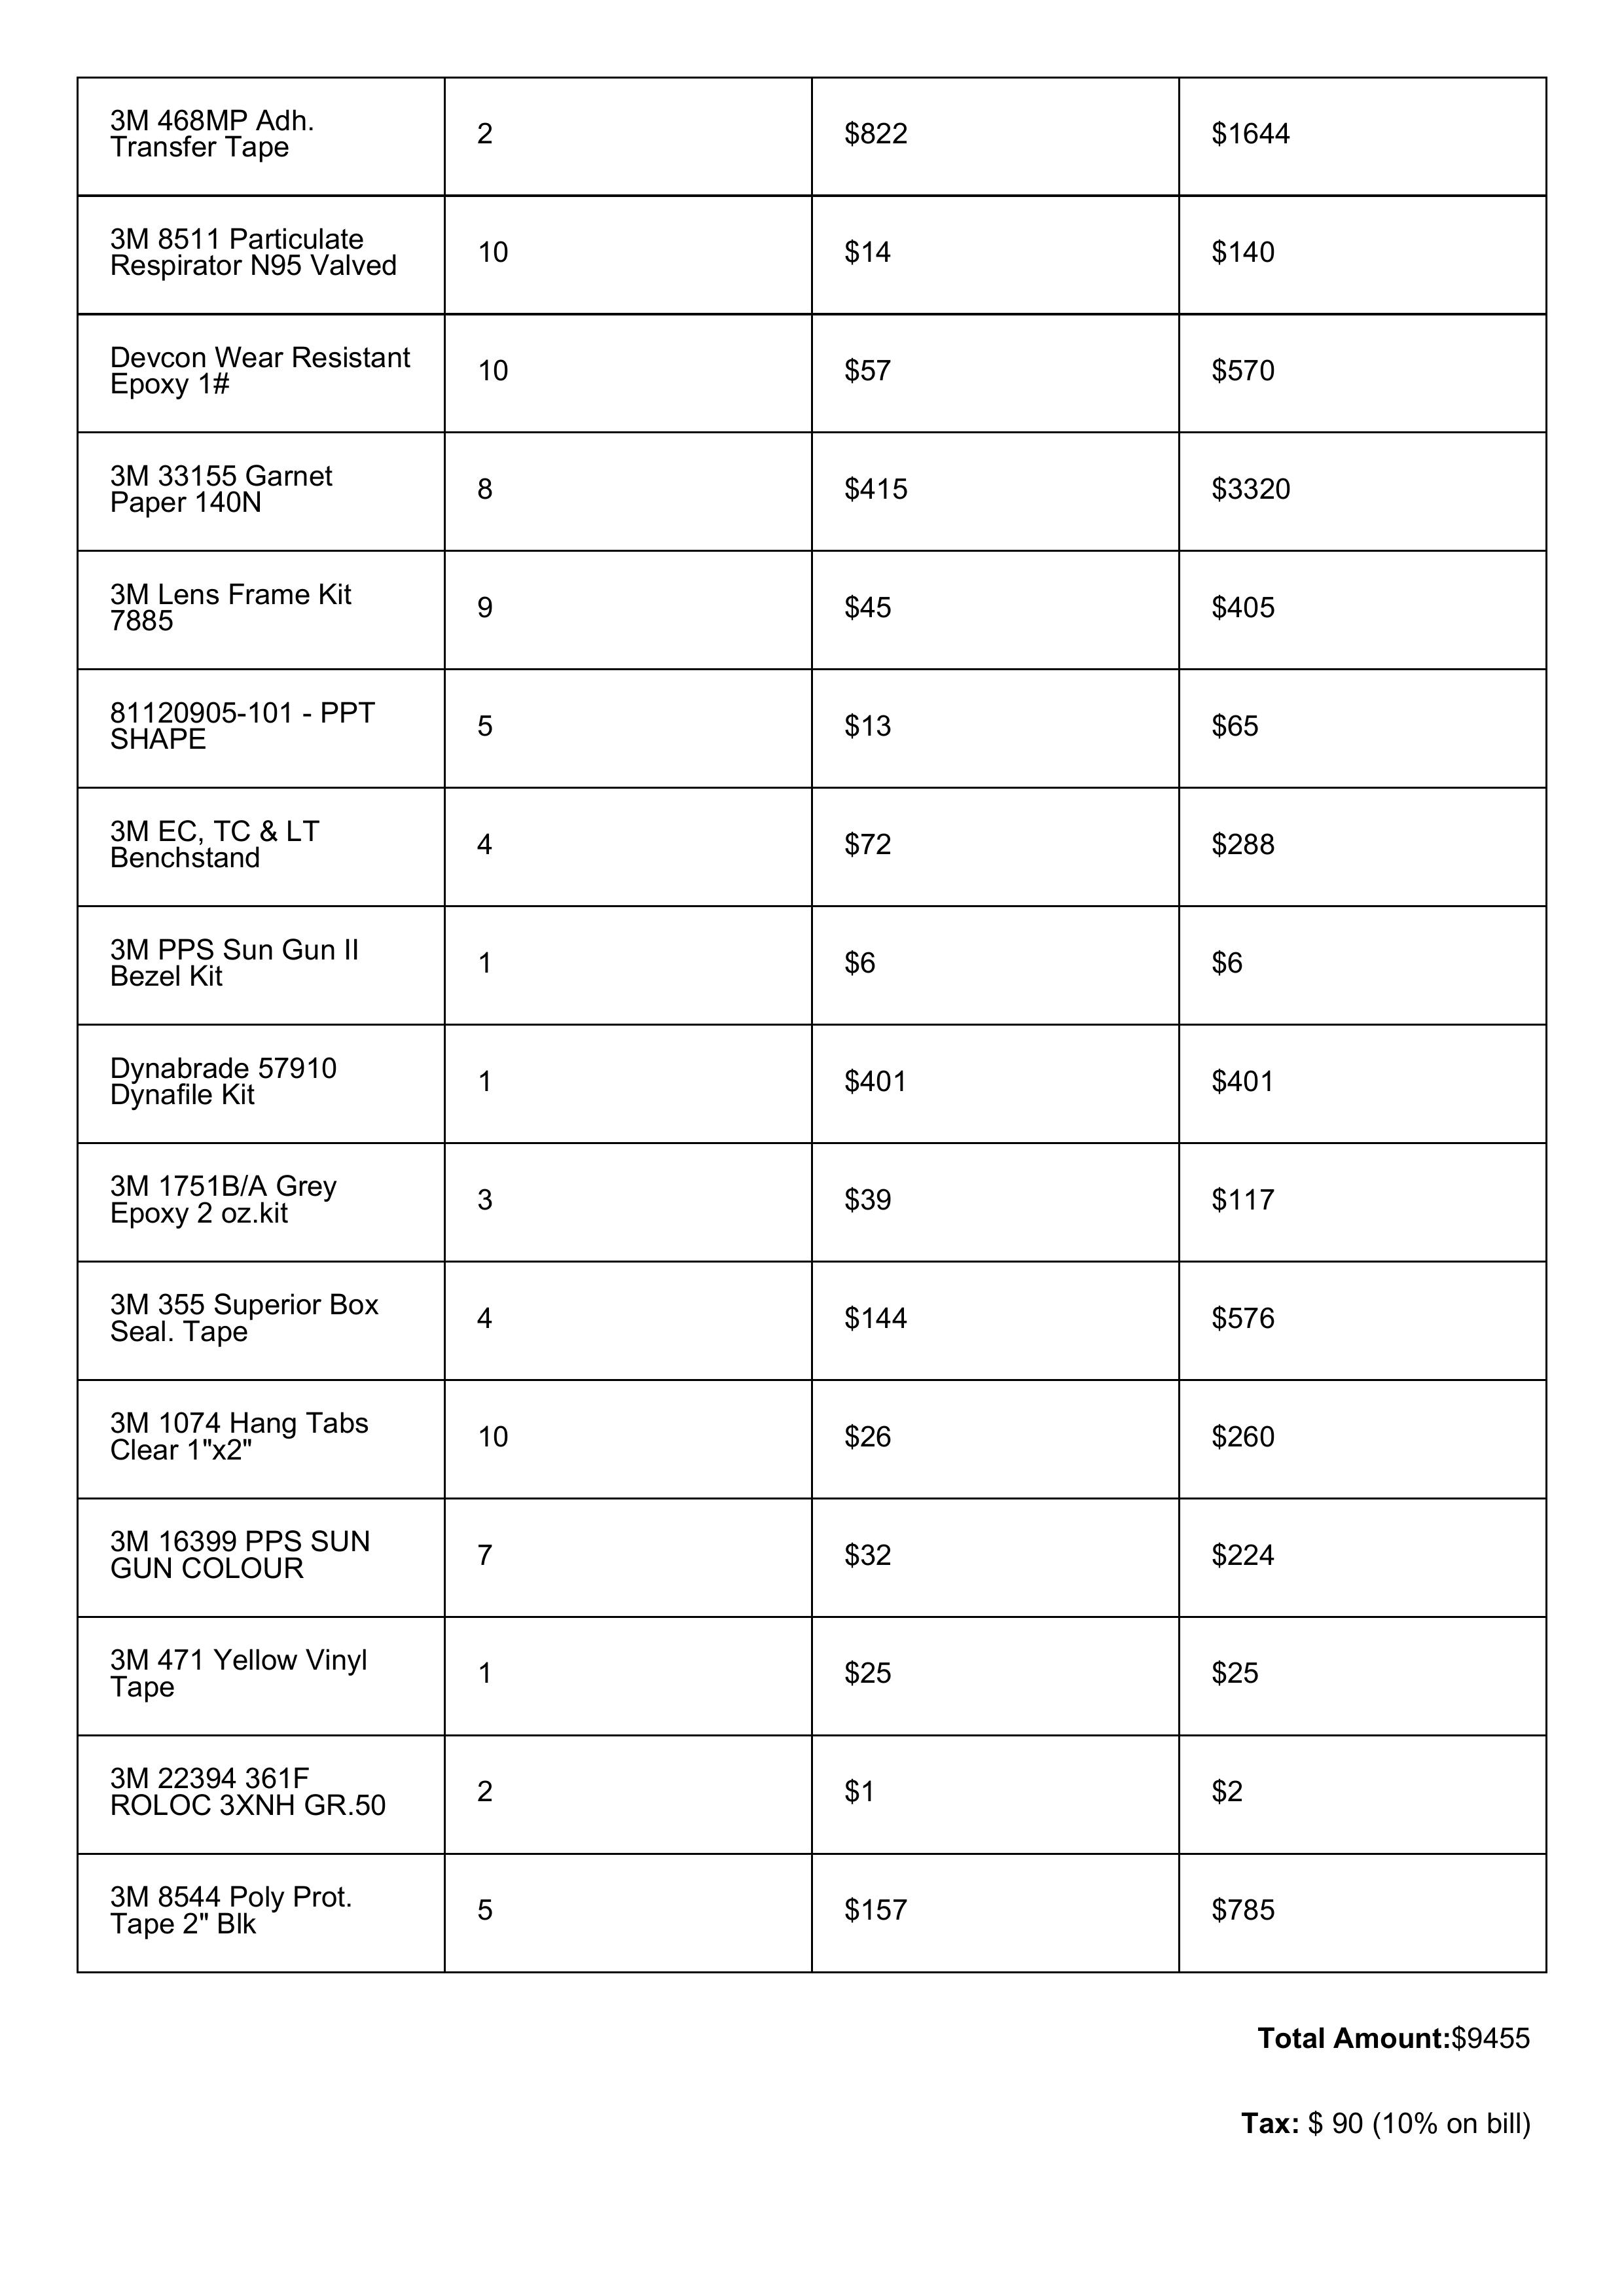 3M 468MP Adh.
Transfer Tape
2
$822
$1644
3M 8511 Particulate
Respirator N95 Valved
10
$14
$140
Devcon Wear Resistant
Epoxy 1#
10
$57
$570
3M 33155 Garnet
Paper 140N
8
$415
$3320
3M Lens Frame Kit
7885
9
$45
$405
81120905-101 - PPT
SHAPE
5
$13
$65
3M EC, TC & LT
Benchstand
4
$72
$288
3M PPS Sun Gun II
Bezel Kit
1
$6
$6
Dynabrade 57910
Dynafile Kit
1
$401
$401
3M 1751B/A Grey
Epoxy 2 oz.kit
3
$39
$117
3M 355 Superior Box
Seal. Tape
4
$144
$576
3M 1074 Hang Tabs
Clear 1"x2"
10
$26
$260
3M 16399 PPS SUN
GUN COLOUR
7
$32
$224
3M 471 Yellow Vinyl
Tape
1
$25
$25
3M 22394 361F
ROLOC 3XNH GR.50
2
$1
$2
3M 8544 Poly Prot.
Tape 2" Blk
5
$157
$785
Total Amount:$9455
Tax: $ 90 (10% on bill)